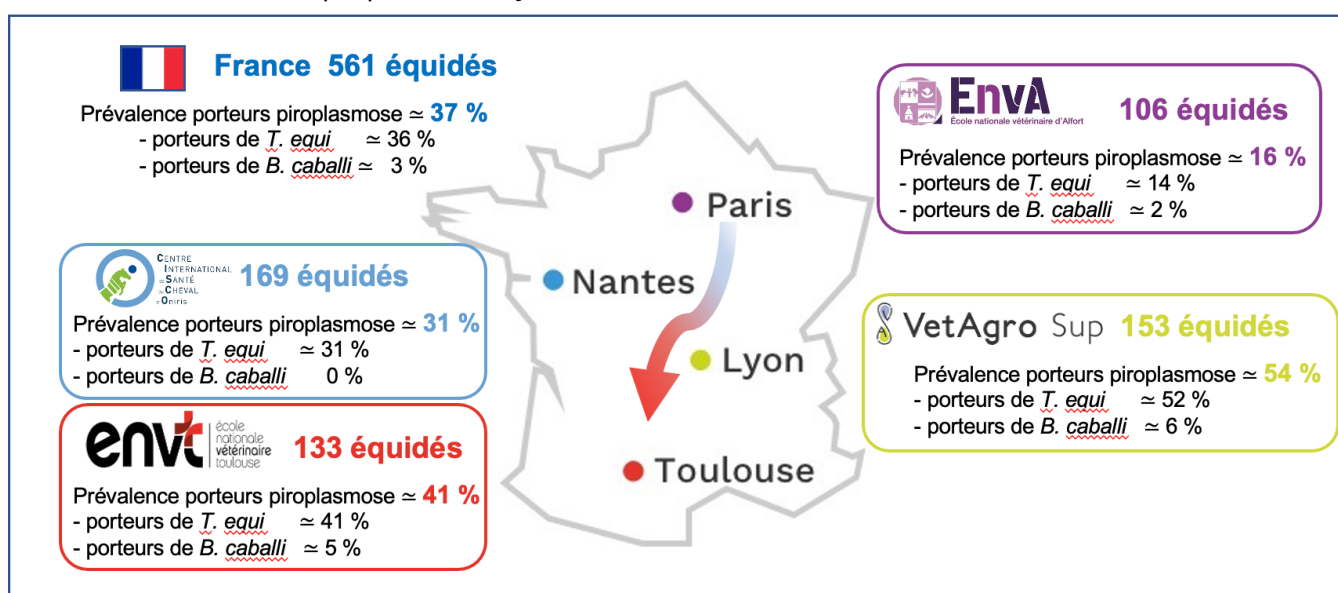 France 561 équidés
Prévalence porteurs piroplasmose ≃ 37 %
- porteurs de T. equi ≃ 36 %
- porteurs de B. caballi ≃ 3 %
EnvA
École nationale vétérinaire d'Alfort
106 équidés
Prévalence porteurs piroplasmose ≃ 16 %
- porteurs de T. equi ≃ 14 %
- porteurs de B. caballi ≃ 2 %
Paris
Nantes
Lyon
Toulouse
CENTRE
INTERNATIONAL
DE SANTÉ
DU CHEVAL
D'ONIRIS
169 équidés
Prévalence porteurs piroplasmose ≃ 31 %
- porteurs de T. equi ≃ 31 %
- porteurs de B. caballi 0 %
VetAgro Sup 153 équidés
Prévalence porteurs piroplasmose ≃ 54 %
- porteurs de T. equi ≃ 52 %
- porteurs de B. caballi ≃ 6 %
envt
école
nationale
vétérinaire
toulouse
133 équidés
Prévalence porteurs piroplasmose ≃ 41 %
- porteurs de T. equi ≃ 41 %
- porteurs de B. caballi ≃ 5 %